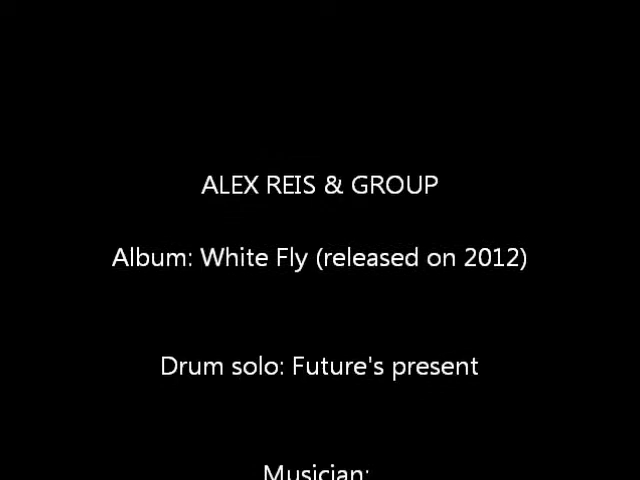 ALEX REIS & GROUP
Album: White Fly (released on 2012)
Drum solo: Future's present
Musician: